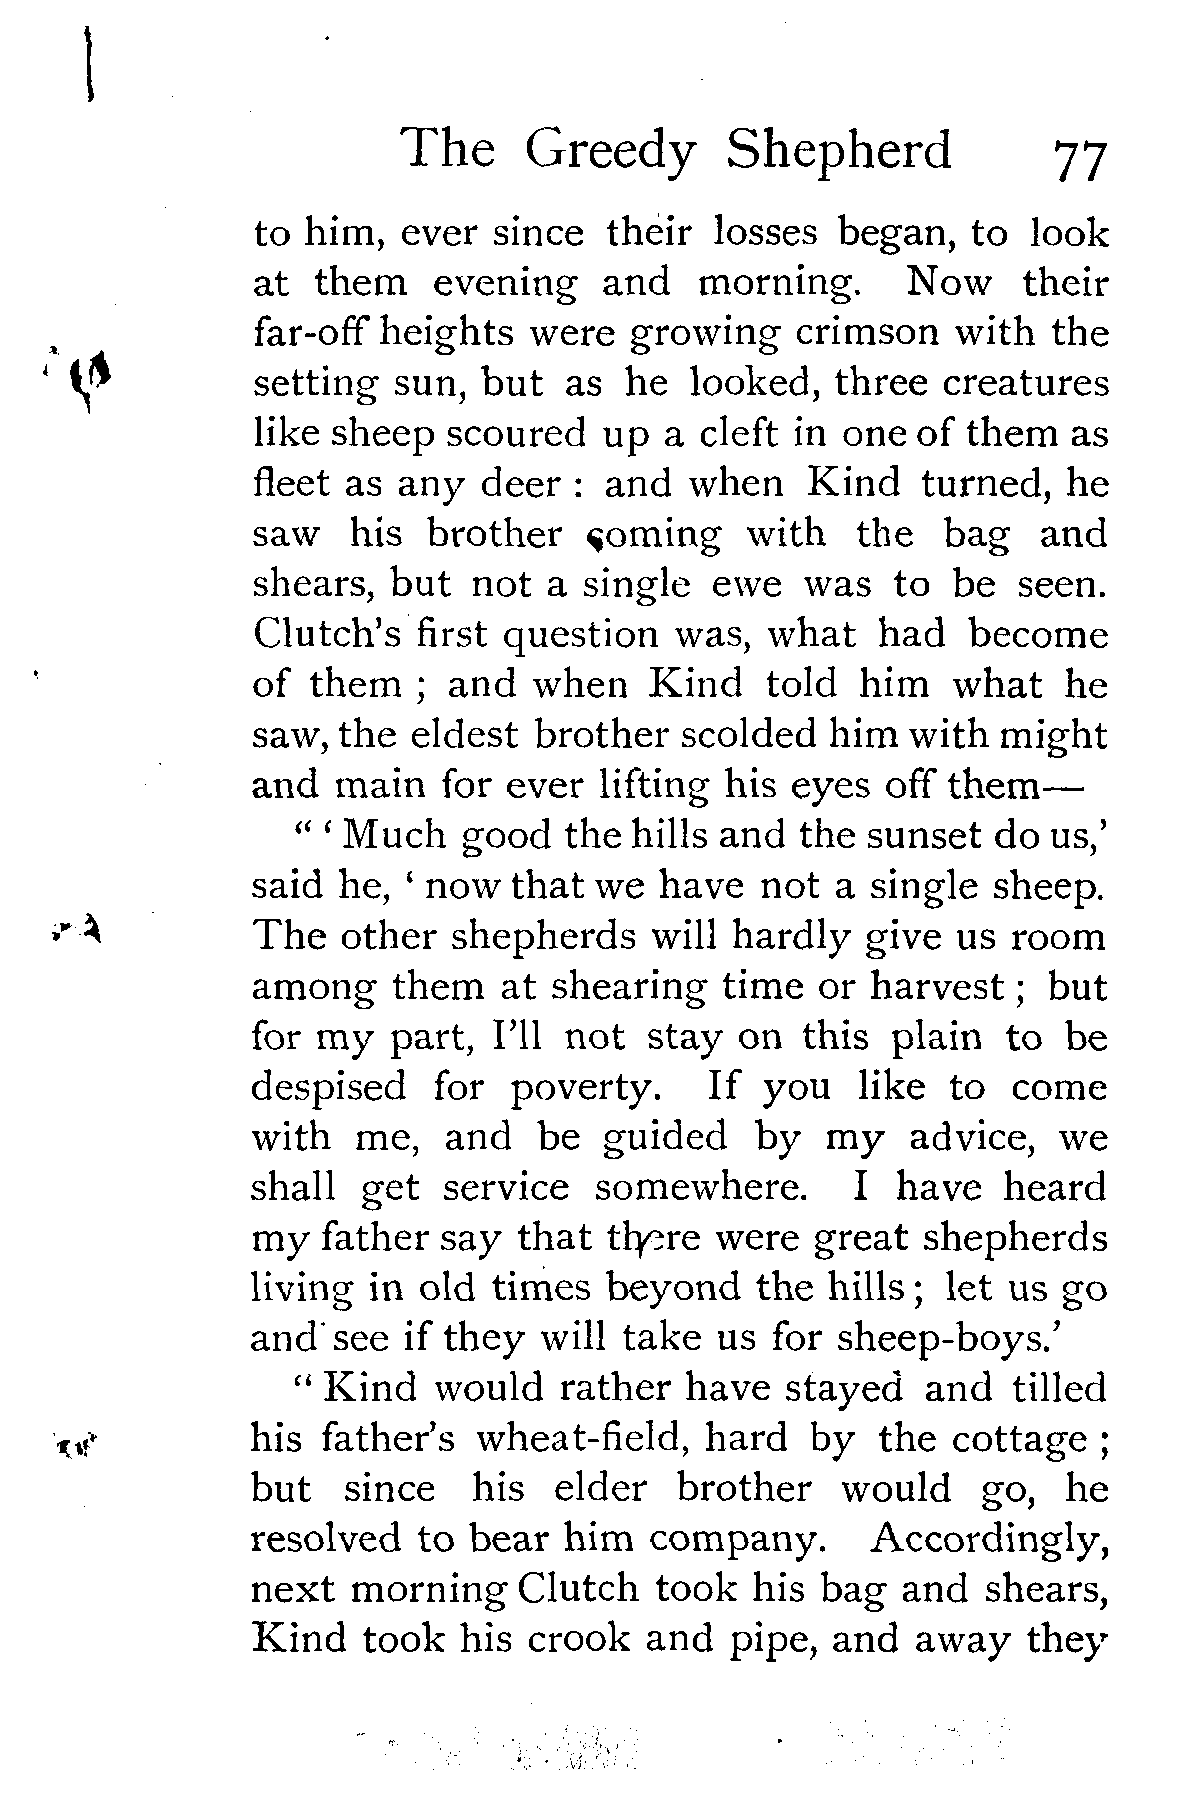 The Greedy Shepherd 77
to him, ever since their losses began, to look
at them evening and morning. Now their
far-off heights were growing crimson with the
setting sun, but as he looked, three creatures
like sheep scoured up a cleft in one of them as
fleet as any deer : and when Kind turned, he
saw his brother coming with the bag and
shears, but not a single ewe was to be seen.
Clutch's first question was, what had become
of them ; and when Kind told him what he
saw, the eldest brother scolded him with might
and main for ever lifting his eyes off them—
“ ‘ Much good the hills and the sunset do us,’
said he, ‘ now that we have not a single sheep.
The other shepherds will hardly give us room
among them at shearing time or harvest ; but
for my part, I'll not stay on this plain to be
despised for poverty. If you like to come
with me, and be guided by my advice, we
shall get service somewhere. I have heard
my father say that there were great shepherds
living in old times beyond the hills ; let us go
and see if they will take us for sheep-boys.’
“ Kind would rather have stayed and tilled
his father's wheat-field, hard by the cottage ;
but since his elder brother would go, he
resolved to bear him company. Accordingly,
next morning Clutch took his bag and shears,
Kind took his crook and pipe, and away they